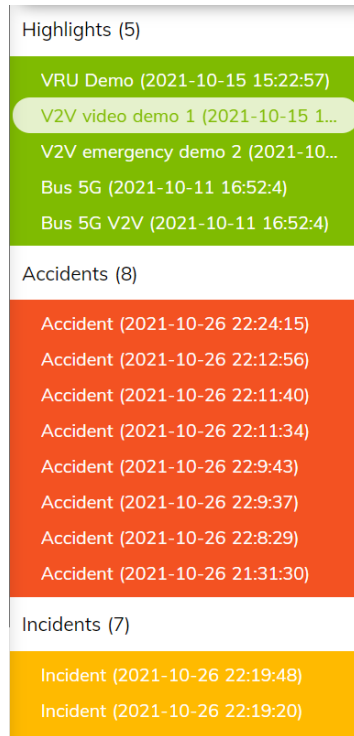 Highlights (5)
VRU Demo (2021-10-15 15:22:57)
V2V video demo 1 (2021-10-15 1...
V2V emergency demo 2 (2021-10...
Bus 5G (2021-10-11 16:52:4)
Bus 5G V2V (2021-10-11 16:52:4)
Accidents (8)
Accident (2021-10-26 22:24:15)
Accident (2021-10-26 22:12:56)
Accident (2021-10-26 22:11:40)
Accident (2021-10-26 22:11:34)
Accident (2021-10-26 22:9:43)
Accident (2021-10-26 22:9:37)
Accident (2021-10-26 22:8:29)
Accident (2021-10-26 21:31:30)
Incidents (7)
Incident (2021-10-26 22:19:48)
Incident (2021-10-26 22:19:20)